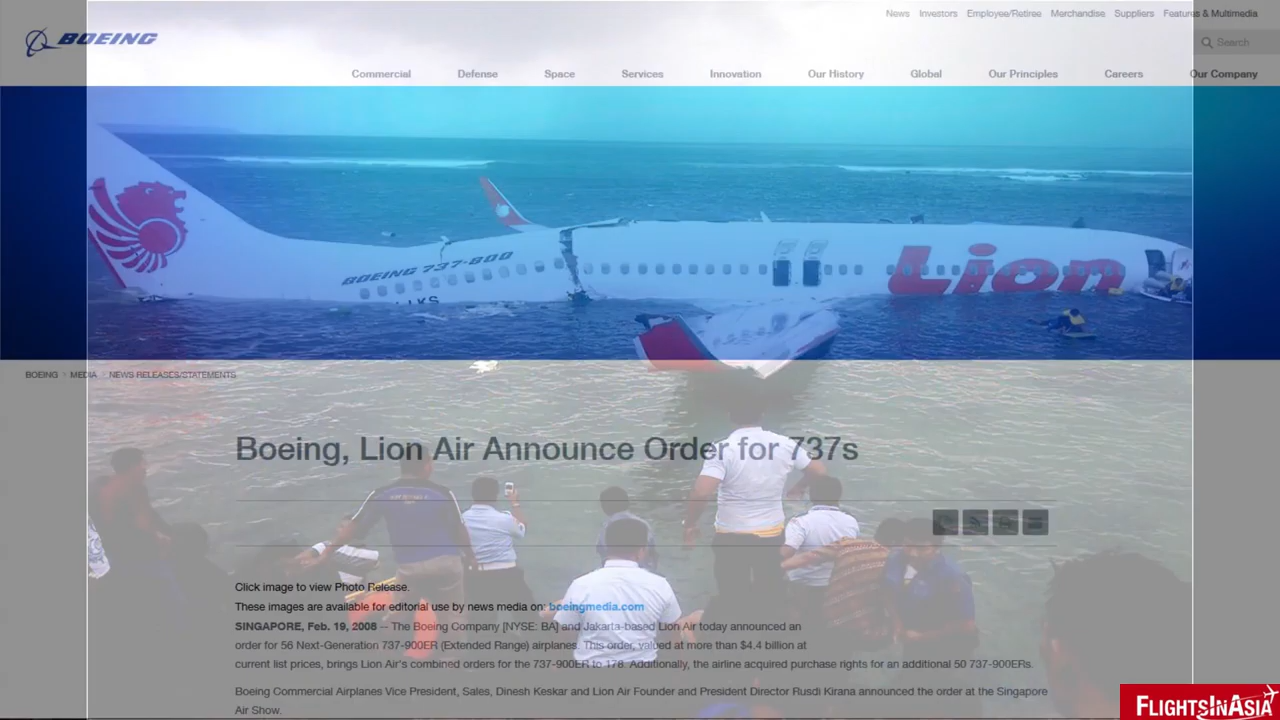 News Investors Employee/Retiree Merchandise Suppliers Features & Multimedia
BOEING
Search
Commercial Defense Space Services Innovation Our History Global Our Principles Careers Our Company
BOEING 737-800
Lion
LKS
BOEING > MEDIA > NEWS RELEASES/STATEMENTS
Boeing, Lion Air Announce Order for 737s
Click image to view Photo Release.
These images are available for editorial use by news media on: boeingmedia.com
SINGAPORE, Feb. 19, 2008 -- The Boeing Company [NYSE: BA] and Jakarta-based Lion Air today announced an
order for 56 Next-Generation 737-900ER (Extended Range) airplanes. This order, valued at more than $4.4 billion at
current list prices, brings Lion Air's combined orders for the 737-900ER to 178. Additionally, the airline acquired purchase rights for an additional 50 737-900ERs.
Boeing Commercial Airplanes Vice President, Sales, Dinesh Keskar and Lion Air Founder and President Director Rusdi Kirana announced the order at the Singapore
Air Show.
FLIGHTSINASIA